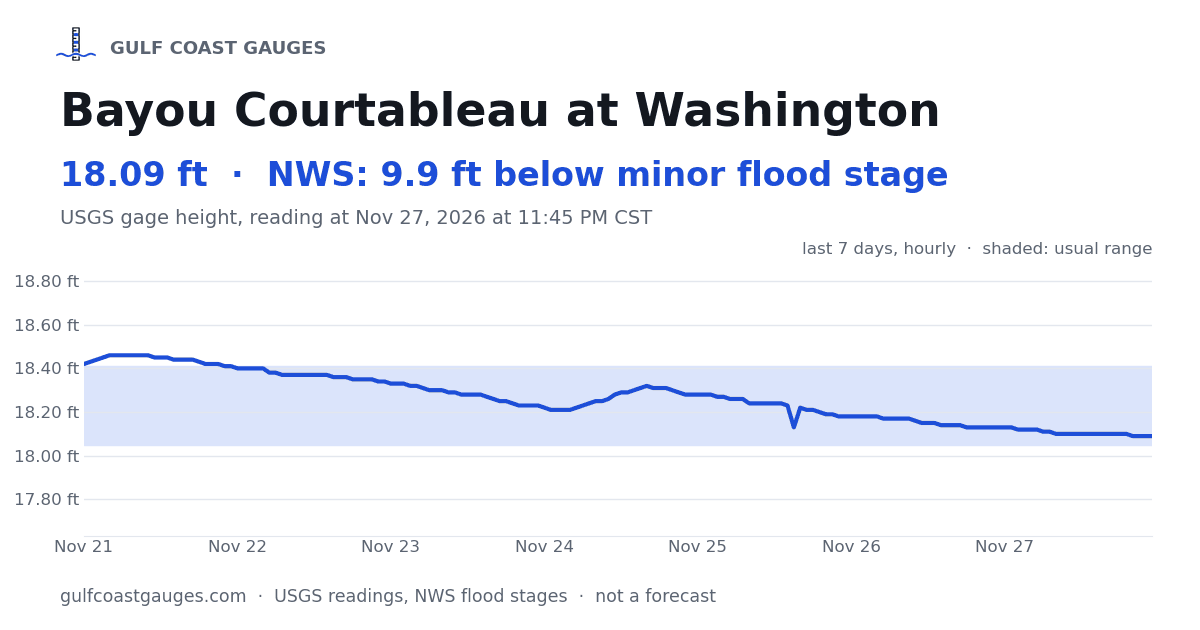 GULF COAST GAUGES
Bayou Courtableau at Washington
18.09 ft · NWS: 9.9 ft below minor flood stage
USGS gage height, reading at Nov 27, 2026 at 11:45 PM CST
last 7 days, hourly · shaded: usual range
18.80 ft
18.60 ft
18.40 ft
18.20 ft
18.00 ft
17.80 ft
Nov 21 Nov 22 Nov 23 Nov 24 Nov 25 Nov 26 Nov 27
gulfcoastgauges.com · USGS readings, NWS flood stages · not a forecast